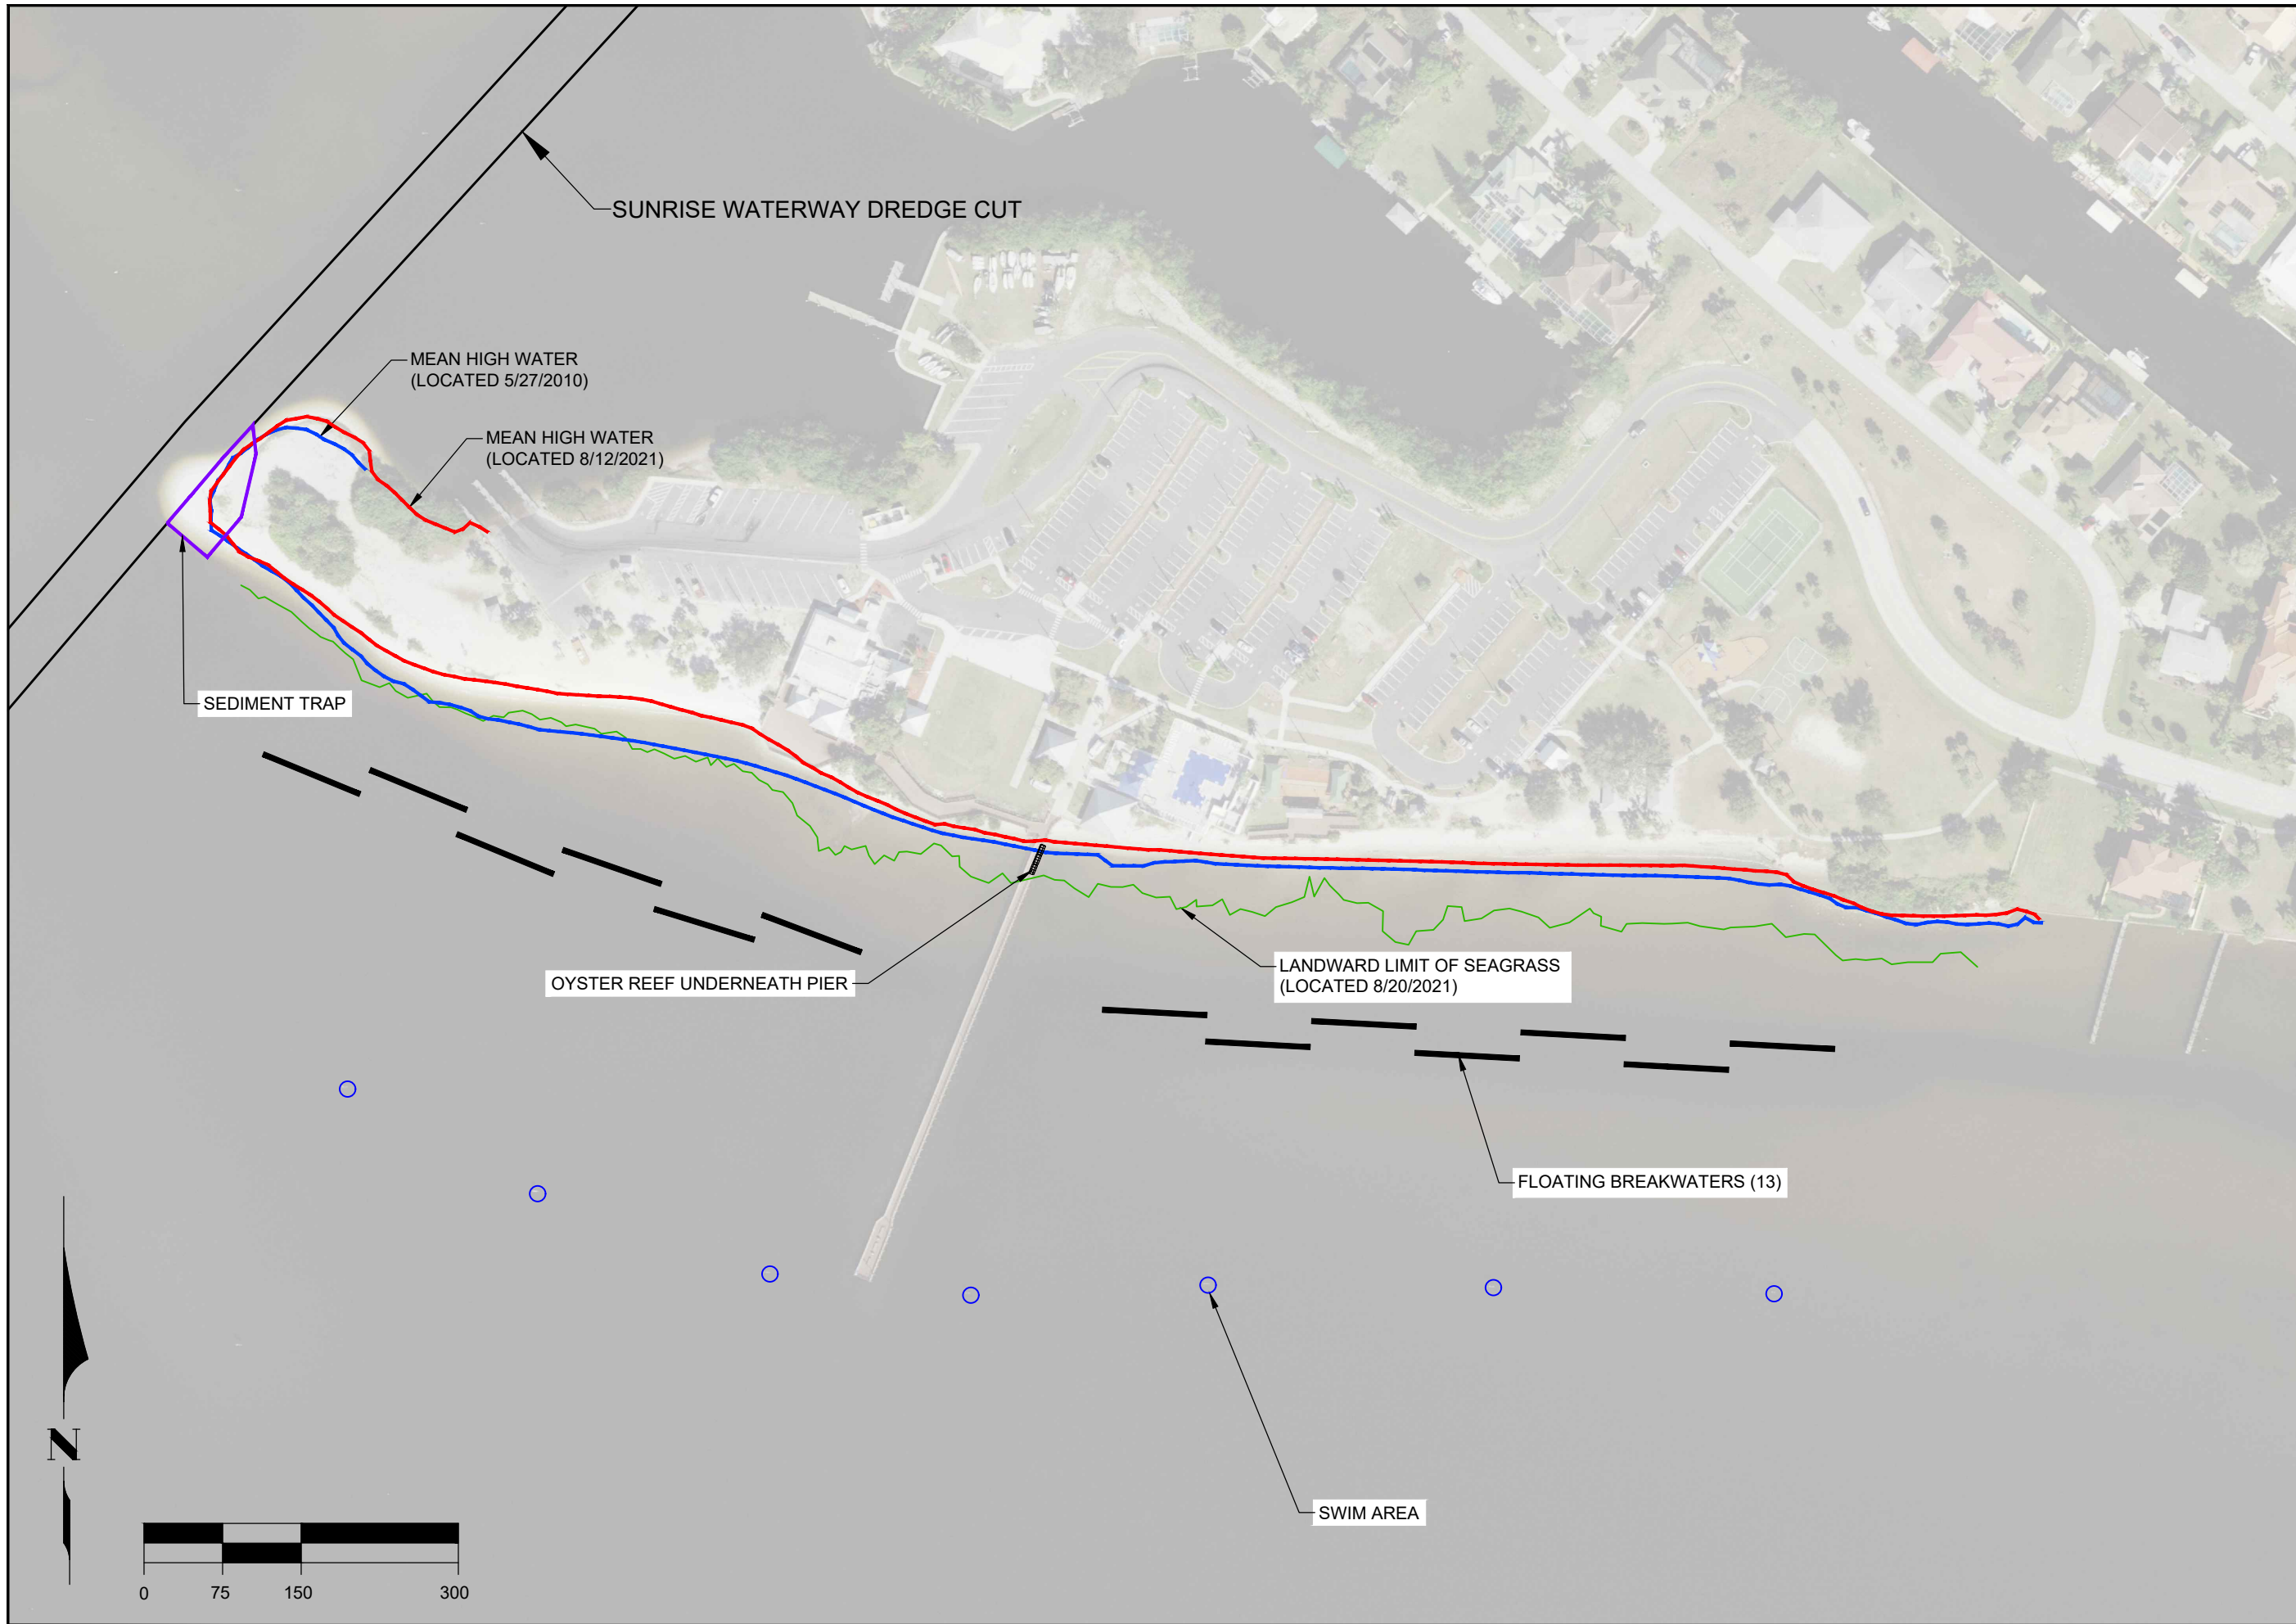 SUNRISE WATERWAY DREDGE CUT
MEAN HIGH WATER
(LOCATED 5/27/2010)
MEAN HIGH WATER
(LOCATED 8/12/2021)
SEDIMENT TRAP
OYSTER REEF UNDERNEATH PIER
LANDWARD LIMIT OF SEAGRASS
(LOCATED 8/20/2021)
FLOATING BREAKWATERS (13)
SWIM AREA
N
0 75 150 300